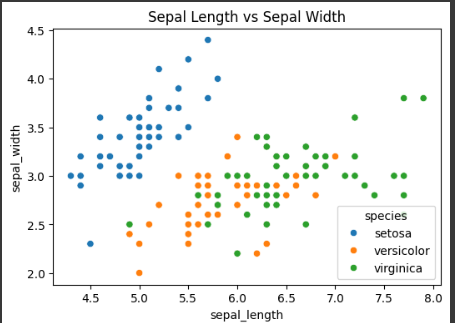 Sepal Length vs Sepal Width
4.5
4.0
3.5
3.0
2.5
2.0
sepal_width
species
setosa
versicolor
virginica
4.5 5.0 5.5 6.0 6.5 7.0 7.5 8.0
sepal_length